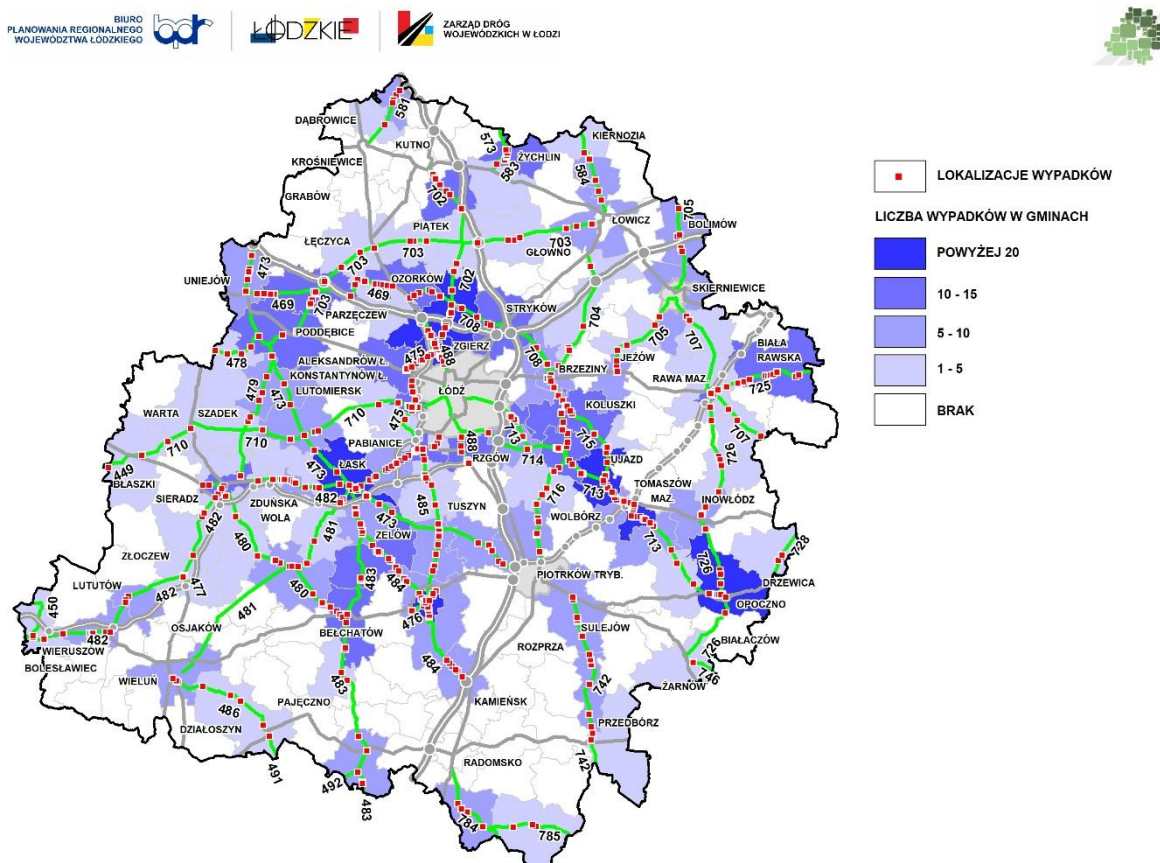 BIURO
PLANOWANIA REGIONALNEGO
WOJEWÓDZTWA ŁÓDZKIEGO
bpr
ŁÓDZKIE
ZARZĄD DRÓG
WOJEWÓDZKICH W ŁODZI
LOKALIZACJE WYPADKÓW
LICZBA WYPADKÓW W GMINACH
POWYŻEJ 20
10 - 15
5 - 10
1 - 5
BRAK
DĄBROWICE
581
KUTNO
KROŚNIEWICE
573
583
ŻYCHLIN
KIERNOZIA
584
GRABÓW
702
ŁOWICZ
705
BOLIMÓW
PIĄTEK
ŁĘCZYCA
703
703
GŁOWNO
703
473
UNIEJÓW
469
703
469
OZORKÓW
702
STRYKÓW
SKIERNIEWICE
PARZĘCZEW
708
704
705
707
PODDĘBICE
478
ALEKSANDRÓW Ł.
475
488
ZGIERZ
708
JEŻÓW
BIAŁA
RAWSKA
KONSTANTYNÓW Ł.
479
473
LUTOMIERSK
ŁÓDŹ
BRZEZINY
RAWA MAZ.
725
WARTA
SZADEK
710
475
KOLUSZKI
707
710
710
PABIANICE
488
713
715
726
449
BŁASZKI
473
ŁASK
RZGÓW
714
UJAZD
713
SIERADZ
ZDUŃSKA
WOLA
482
485
716
TOMASZÓW
MAZ.
INOWŁÓDZ
482
473
TUSZYN
WOLBÓRZ
480
481
ZELÓW
713
728
ZŁOCZEW
483
484
726
DRZEWICA
LUTUTÓW
477
482
PIOTRKÓW TRYB.
OPOCZNO
450
480
481
476
OSJAKÓW
BEŁCHATÓW
SULEJÓW
482
WIERUSZÓW
BOLESŁAWIEC
ROZPRZA
BIAŁACZÓW
726
746
WIELUŃ
483
484
742
ŻARNÓW
486
PAJĘCZNO
KAMIEŃSK
DZIAŁOSZYN
PRZEDBÓRZ
491
492
483
RADOMSKO
742
784
785